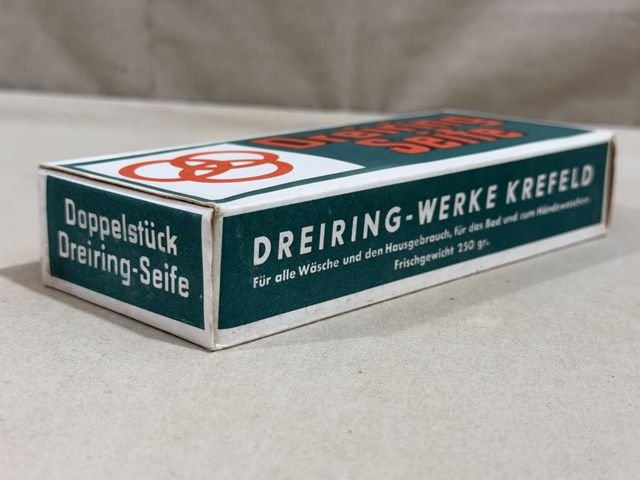 Dreiring
Seife
Doppelstück
Dreiring-Seife
DREIRING-WERKE KREFELD
Für alle Wäsche und den Hausgebrauch, für das Bad und zum Händewaschen.
Frischgewicht 250 gr.